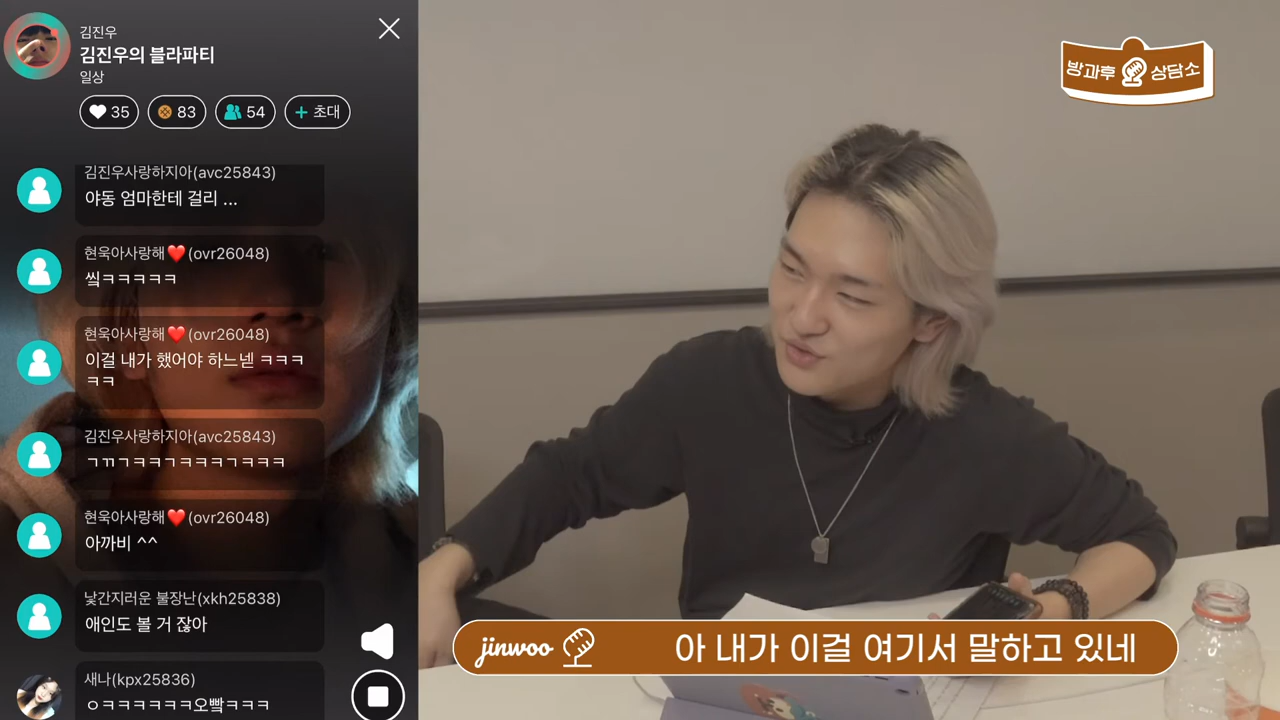 김진우
김진우의 블라파티
일상
35
83
54
+ 초대
김진우사랑하지아(avc25843)
야동 엄마한테 걸리 ...
현욱아사랑해❤️(ovr26048)
씤ㅋㅋㅋㅋㅋ
현욱아사랑해❤️(ovr26048)
이걸 내가 했어야 하느넫 ㅋㅋㅋ
ㅋㅋ
김진우사랑하지아(avc25843)
ㄱㄲㄱㅋㅋㄱㅋㅋㅋㄱㅋㅋㅋ
현욱아사랑해❤️(ovr26048)
아까비 ^^
낯간지러운 불장난(xkh25838)
애인도 볼 거 잖아
새나(kpx25836)
ㅇㅋㅋㅋㅋㅋㅋ오빸ㅋㅋㅋ
방과후 상담소
jinwoo
아 내가 이걸 여기서 말하고 있네